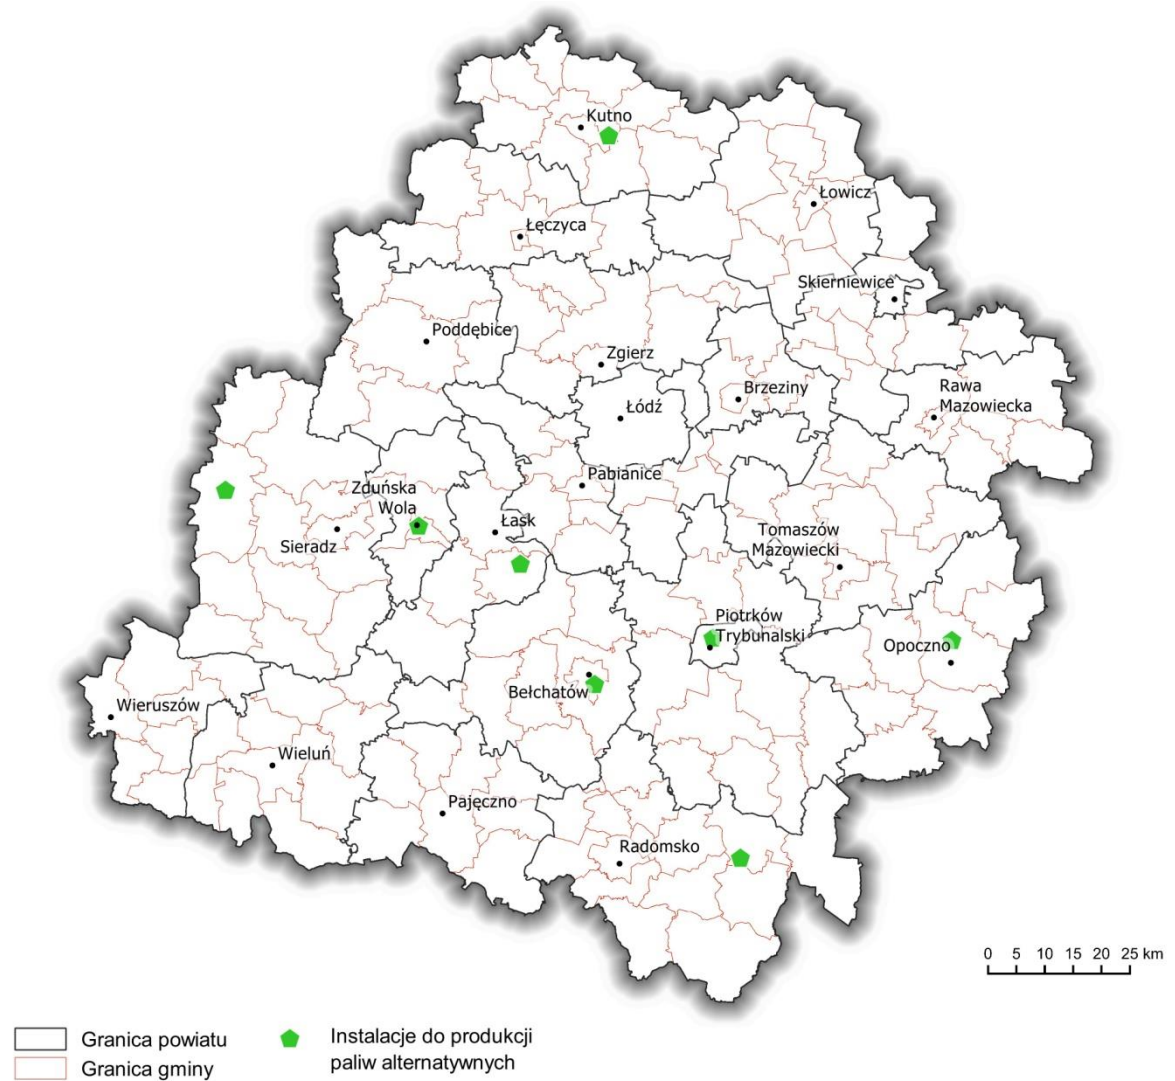 Kutno
Łowicz
Łęczyca
Skierniewice
Poddębice
Zgierz
Brzeziny
Rawa
Mazowiecka
Łódź
Pabianice
Zduńska
Wola
Łask
Sieradz
Tomaszów
Mazowiecki
Piotrków
Trybunalski
Opoczno
Bełchatów
Wieruszów
Wieluń
Pajęczno
Radomsko
0 5 10 15 20 25 km
Granica powiatu
Granica gminy
Instalacje do produkcji
paliw alternatywnych